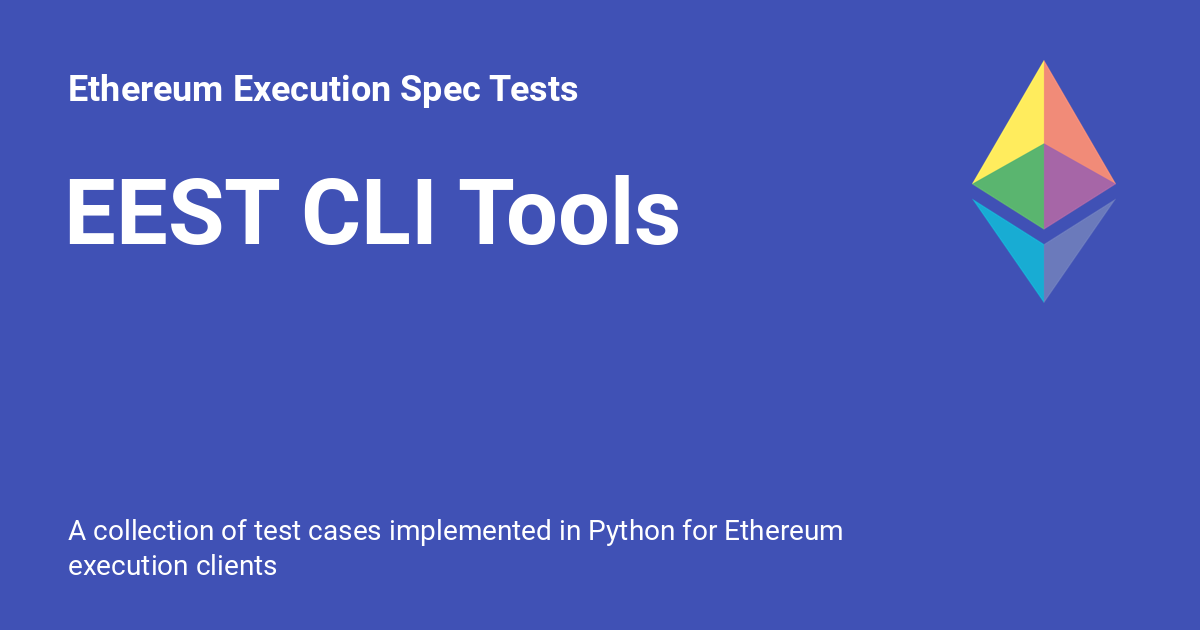 Ethereum Execution Spec Tests
EEST CLI Tools
A collection of test cases implemented in Python for Ethereum
execution clients